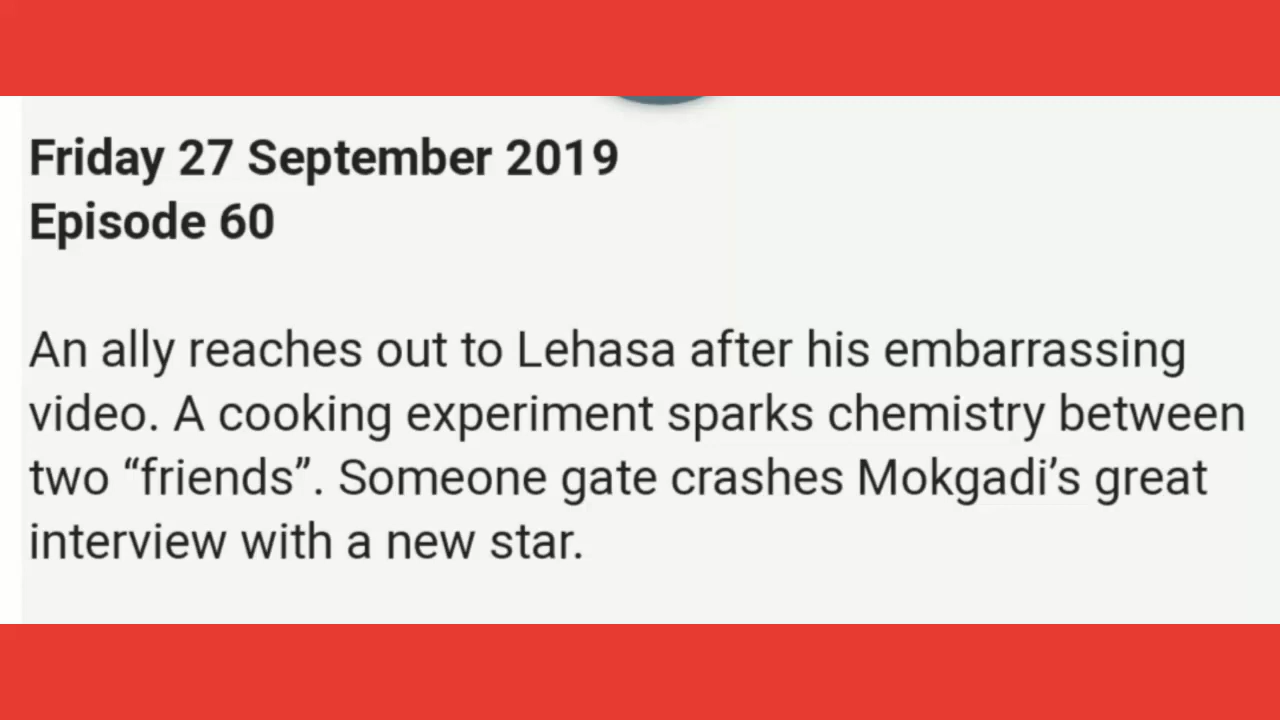 Friday 27 September 2019
Episode 60
An ally reaches out to Lehasa after his embarrassing
video. A cooking experiment sparks chemistry between
two “friends”. Someone gate crashes Mokgadi’s great
interview with a new star.